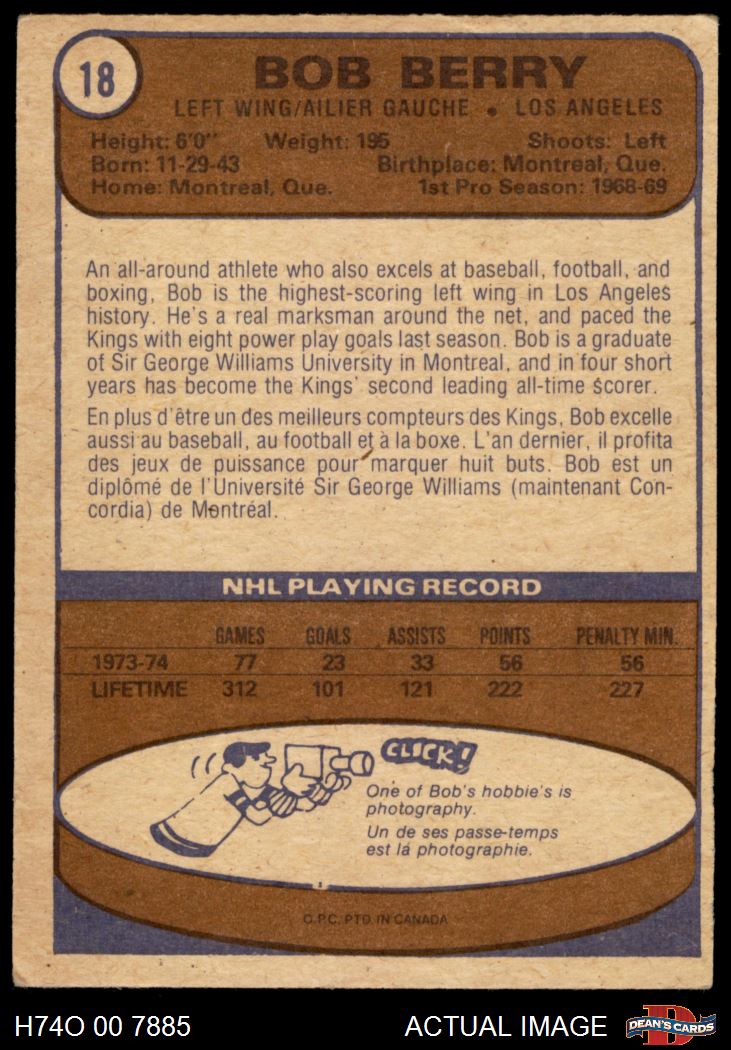 18
BOB BERRY
LEFT WING/AILIER GAUCHE • LOS ANGELES
Height: 6'0" Weight: 195 Shoots: Left
Born: 11-29-43 Birthplace: Montreal, Que.
Home: Montreal, Que. 1st Pro Season: 1968-69
An all-around athlete who also excels at baseball, football, and
boxing, Bob is the highest-scoring left wing in Los Angeles
history. He's a real marksman around the net, and paced the
Kings with eight power play goals last season. Bob is a graduate
of Sir George Williams University in Montreal, and in four short
years has become the Kings' second leading all-time scorer.
En plus d'être un des meilleurs compteurs des Kings, Bob excelle
aussi au baseball, au football et à la boxe. L'an dernier, il profita
des jeux de puissance pour marquer huit buts. Bob est un
diplômé de l'Université Sir George Williams (maintenant Con-
cordia) de Montréal.
NHL PLAYING RECORD
GAMES GOALS ASSISTS POINTS PENALTY MIN.
1973-74 77 23 33 56 56
LIFETIME 312 101 121 222 227
CLICK!
One of Bob's hobbie's is
photography.
Un de ses passe-temps
est là photographie.
O.P.C. PTD. IN CANADA
H74O 00 7885 ACTUAL IMAGE
D
DEAN'S CARDS